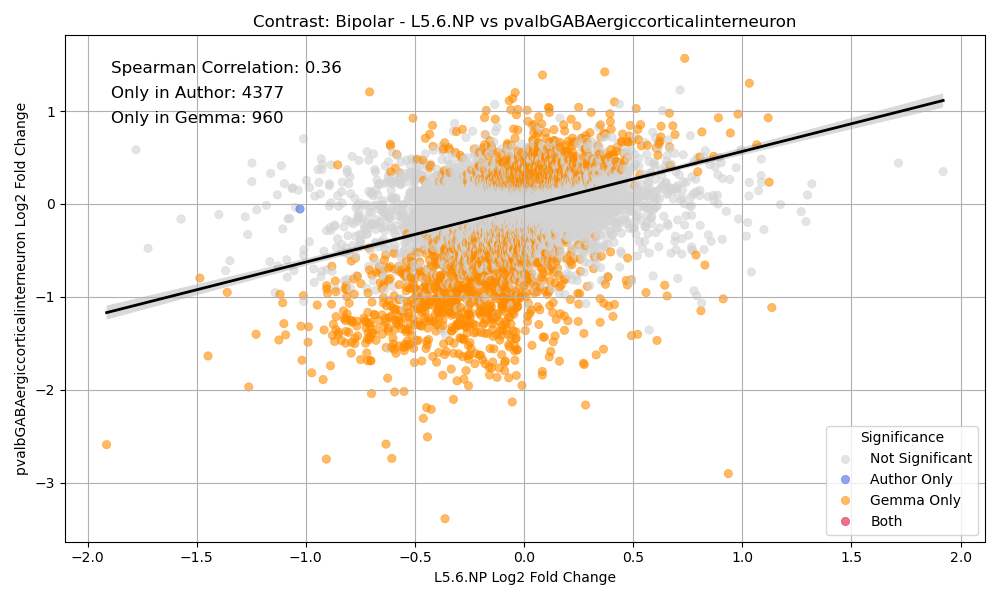 Contrast: Bipolar - L5.6.NP vs pvalbGABAergiccorticalinterneuron
Spearman Correlation: 0.36
Only in Author: 4377
Only in Gemma: 960
pvalbGABAergiccorticalinterneuron Log2 Fold Change
1
0
−1
−2
−3
Significance
Not Significant
Author Only
Gemma Only
Both
−2.0
−1.5
−1.0
−0.5
0.0
0.5
1.0
1.5
2.0
L5.6.NP Log2 Fold Change